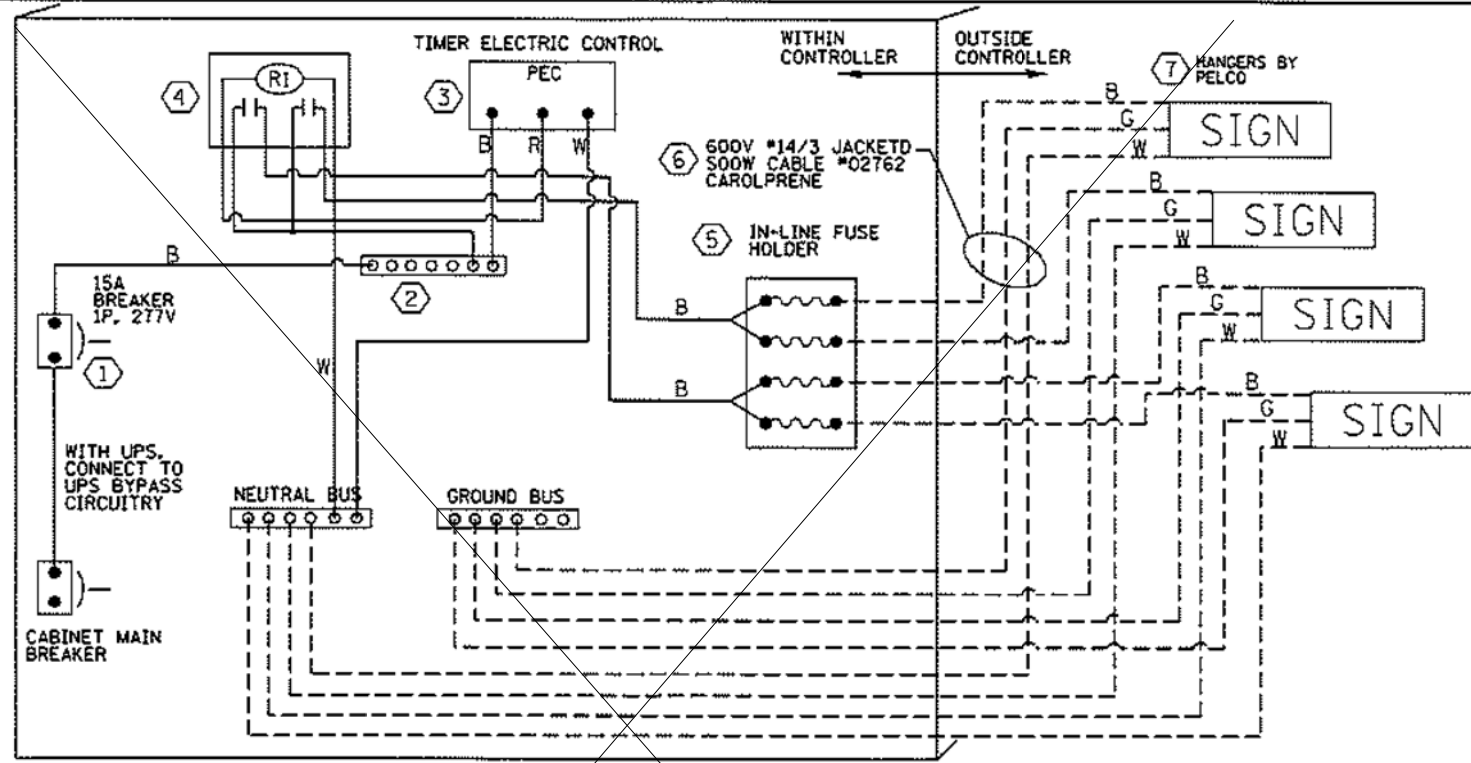 TIMER ELECTRIC CONTROL
WITHIN
CONTROLLER
OUTSIDE
CONTROLLER
4
R1
3
PEC
B
R
W
7
HANGERS BY
PELCO
B
G
W
SIGN
6
600V #14/3 JACKETD
SOOW CABLE #02762
CAROLPRENE
B
G
W
SIGN
5
IN-LINE FUSE
HOLDER
B
2
15A
BREAKER
1P, 277V
1
B
B
W
B
G
W
SIGN
B
G
W
SIGN
WITH UPS,
CONNECT TO
UPS BYPASS
CIRCUITRY
NEUTRAL BUS
GROUND BUS
CABINET MAIN
BREAKER